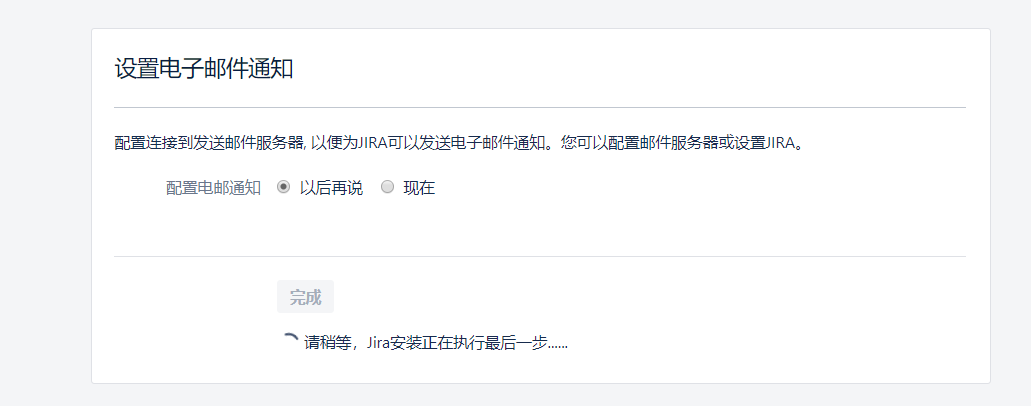 设置电子邮件通知
配置连接到发送邮件服务器, 以便为JIRA可以发送电子邮件通知。您可以配置邮件服务器或设置JIRA。
配置电邮通知 以后再说 现在
完成
请稍等，Jira安装正在执行最后一步......